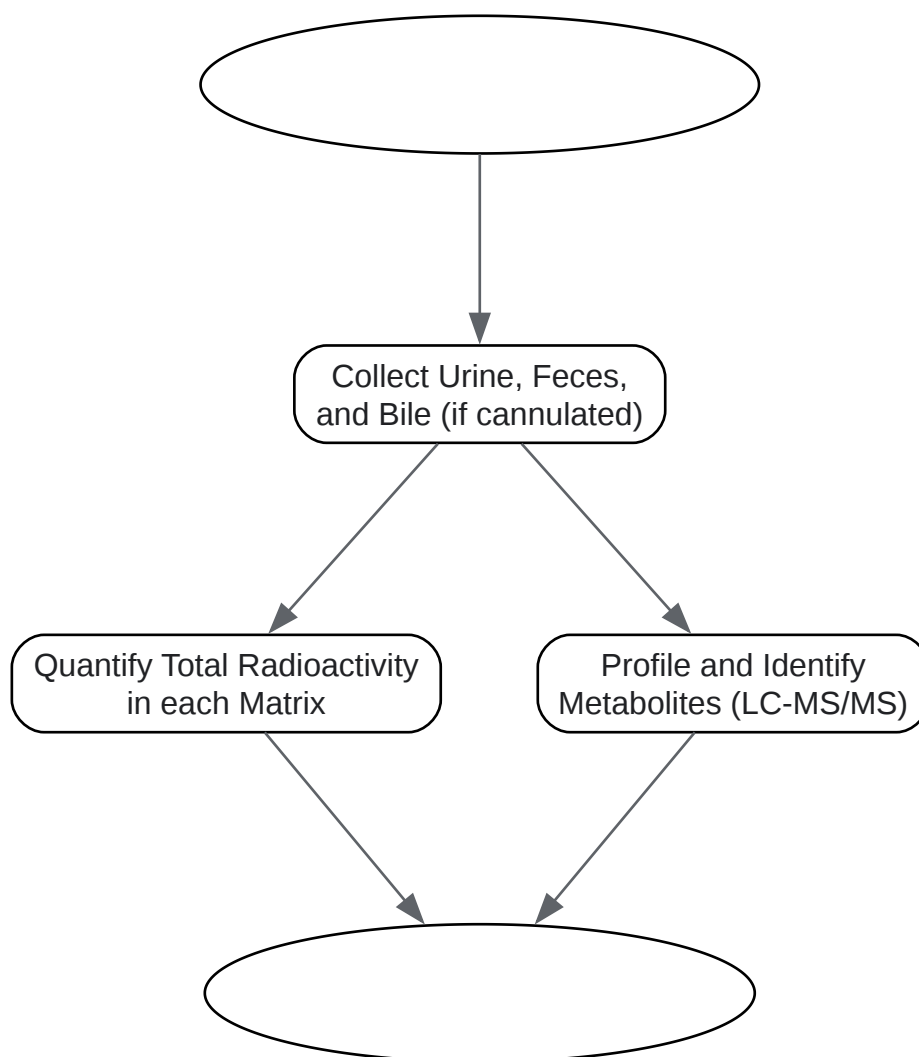 Collect Urine, Feces,
and Bile (if cannulated)
Quantify Total Radioactivity
in each Matrix
Profile and Identify
Metabolites (LC-MS/MS)